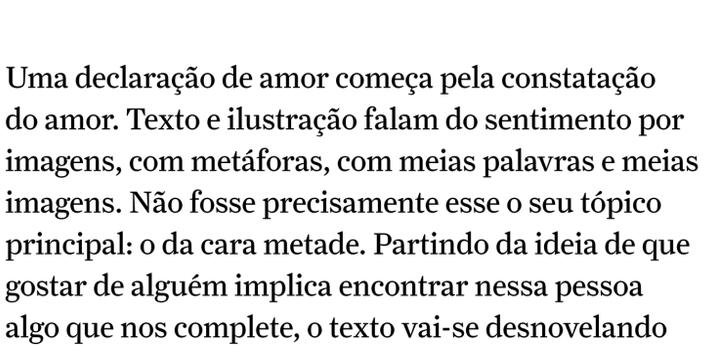 Uma declaração de amor começa pela constatação
do amor. Texto e ilustração falam do sentimento por
imagens, com metáforas, com meias palavras e meias
imagens. Não fosse precisamente esse o seu tópico
principal: o da cara metade. Partindo da ideia de que
gostar de alguém implica encontrar nessa pessoa
algo que nos complete, o texto vai-se desnovelando